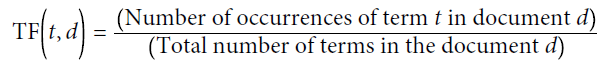 TF(t, d) = (Number of occurrences of term t in document d) / (Total number of terms in the document d)